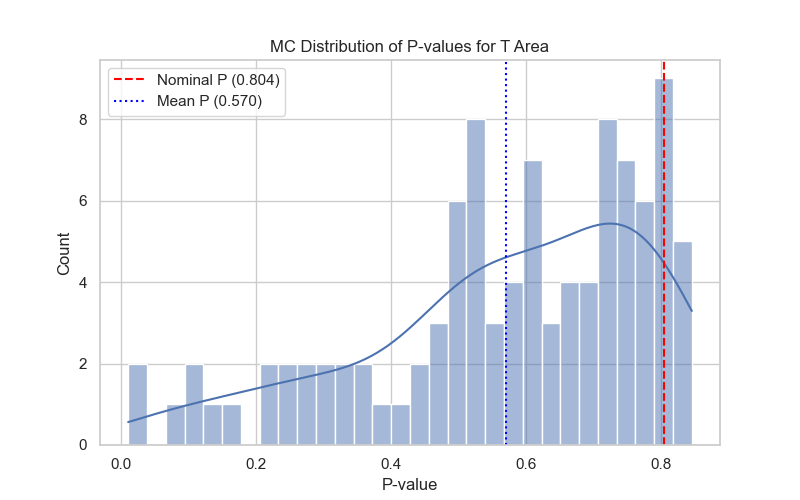 MC Distribution of P-values for T Area
Nominal P (0.804)
Mean P (0.570)
Count
8
6
4
2
0
0.0 0.2 0.4 0.6 0.8
P-value